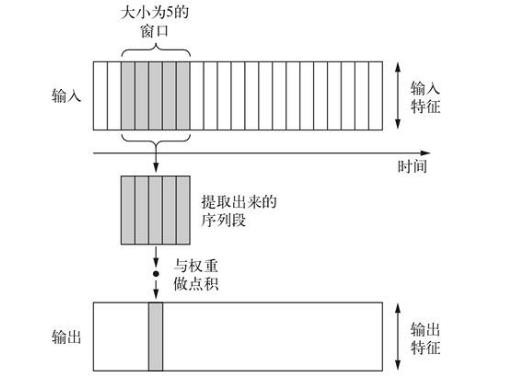 大小为5的
窗口
输入
输入
特征
时间
提取出来的
序列段
与权重
做点积
输出
输出
特征